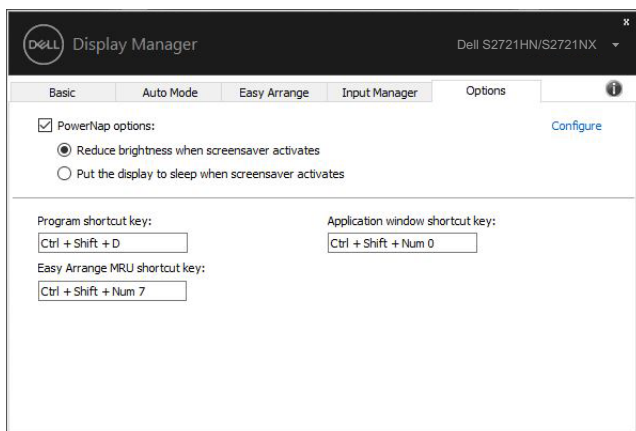 x
DELL Display Manager Dell S2721HN/S2721NX
Basic Auto Mode Easy Arrange Input Manager Options
PowerNap options: Configure
Reduce brightness when screensaver activates
Put the display to sleep when screensaver activates
Program shortcut key: Application window shortcut key:
Ctrl + Shift + D Ctrl + Shift + Num 0
Easy Arrange MRU shortcut key:
Ctrl + Shift + Num 7